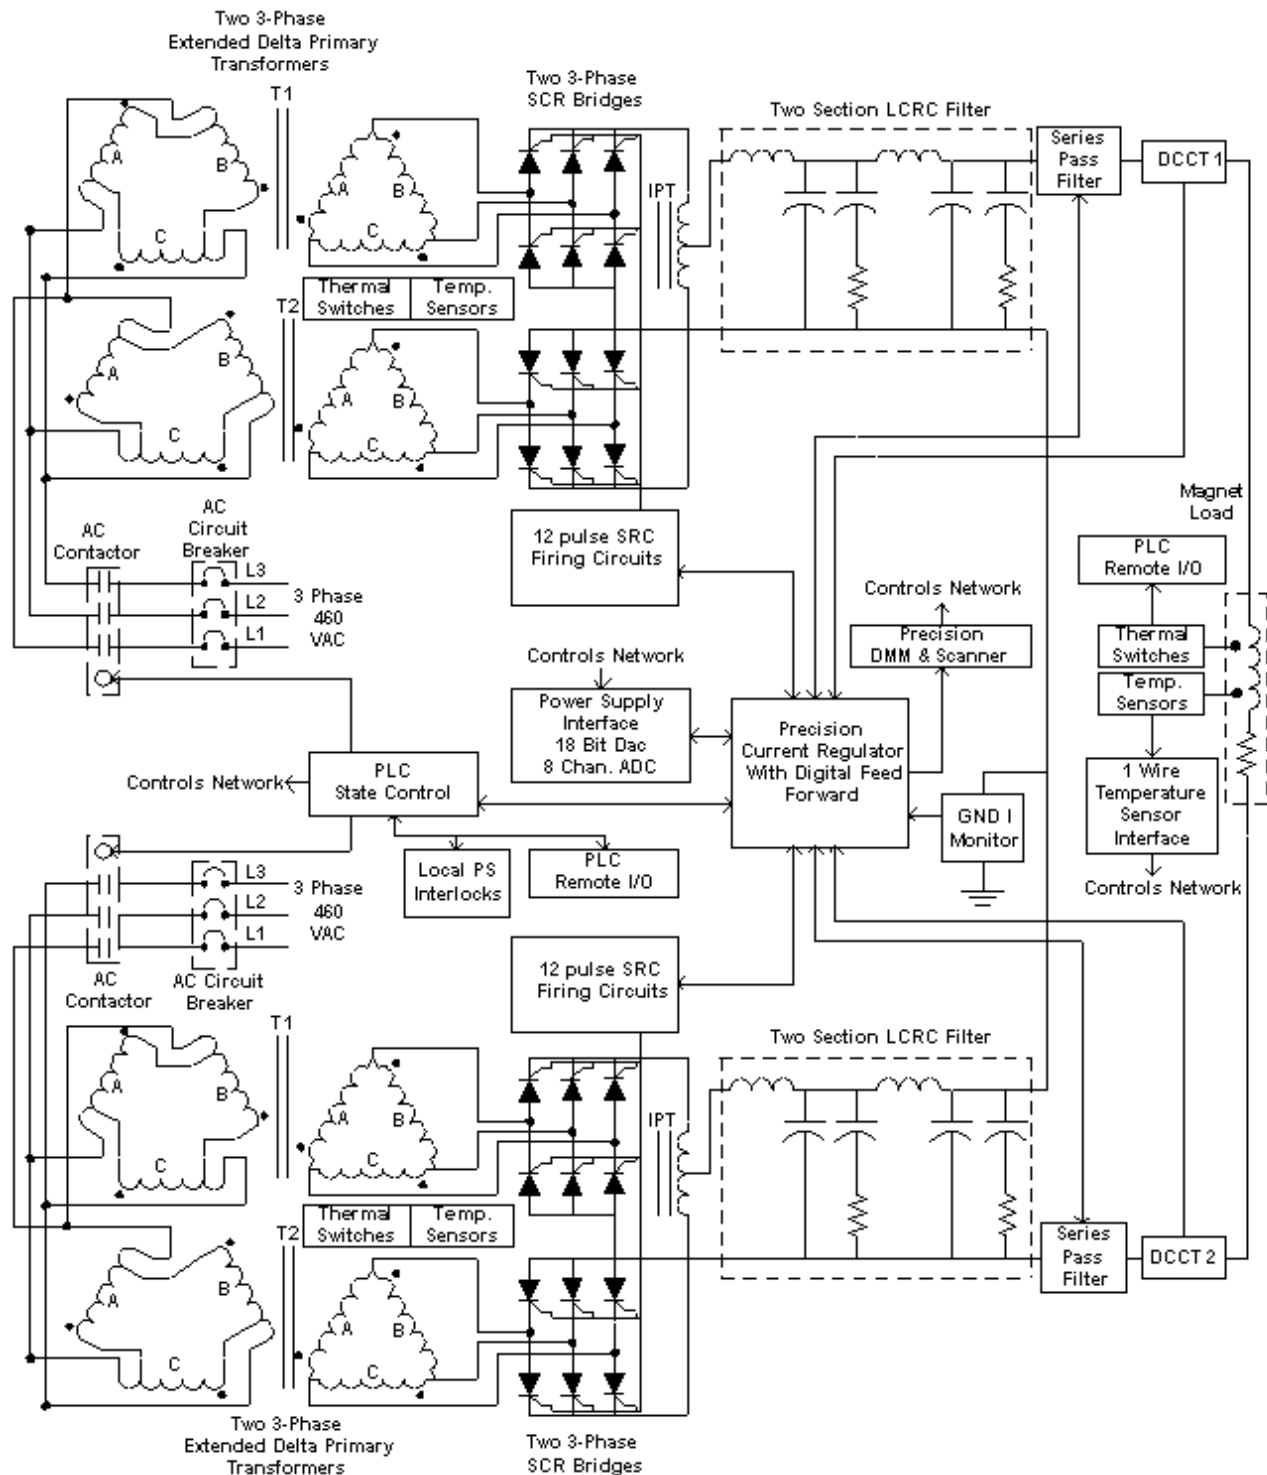 Two 3-Phase
Extended Delta Primary
Transformers
T1
Two 3-Phase
SCR Bridges
Two Section LCRC Filter
Series
Pass
Filter
DCCT 1
A
B
C
A
B
C
IPT
Thermal
Switches
Temp.
Sensors
T2
A
B
C
A
B
C
AC
Contactor
AC
Circuit
Breaker
L3
L2
L1
3 Phase
460
VAC
12 pulse SRC
Firing Circuits
Magnet
Load
PLC
Remote I/O
Controls Network
Precision
DMM & Scanner
Thermal
Switches
Temp.
Sensors
Controls Network
Power Supply
Interface
18 Bit Dac
8 Chan. ADC
Precision
Current Regulator
With Digital Feed
Forward
Controls Network
PLC
State Control
GND I
Monitor
1 Wire
Temperature
Sensor
Interface
Controls Network
Local PS
Interlocks
PLC
Remote I/O
L3
L2
L1
3 Phase
460
VAC
AC
Contactor
AC Circuit
Breaker
12 pulse SRC
Firing Circuits
T1
Two Section LCRC Filter
A
B
C
A
B
C
IPT
Thermal
Switches
Temp.
Sensors
T2
Series
Pass
Filter
DCCT 2
A
B
C
A
B
C
Two 3-Phase
Extended Delta Primary
Transformers
Two 3-Phase
SCR Bridges